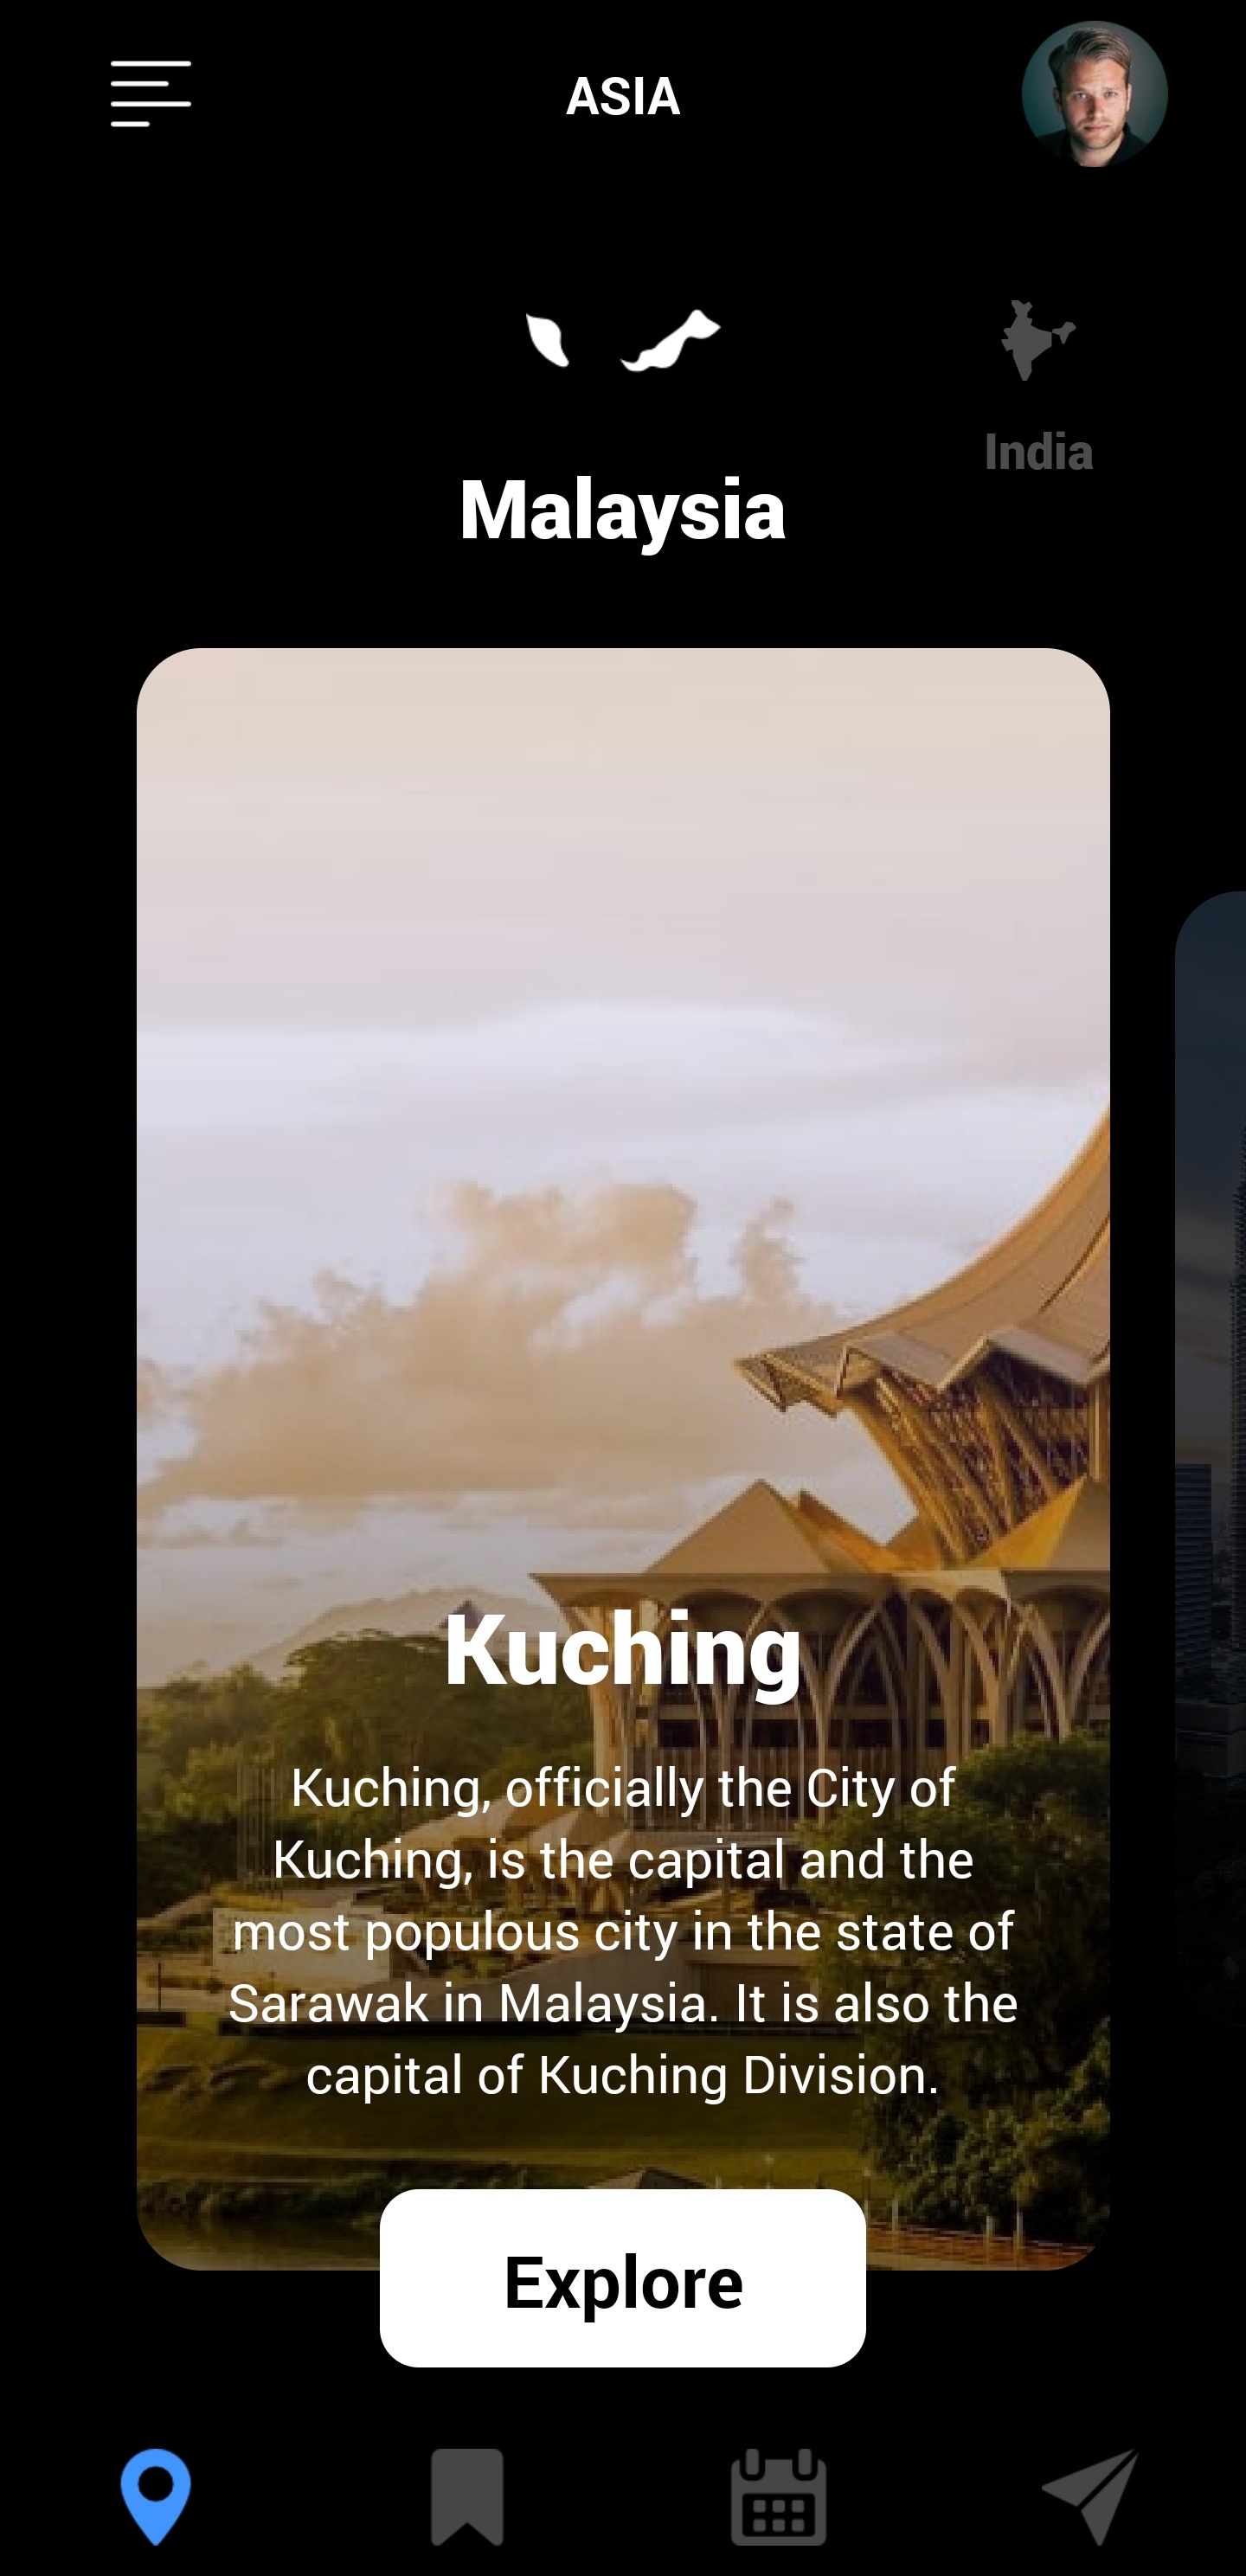 ASIA
India
Malaysia
Kuching
Kuching, officially the City of
Kuching, is the capital and the
most populous city in the state of
Sarawak in Malaysia. It is also the
capital of Kuching Division.
Explore